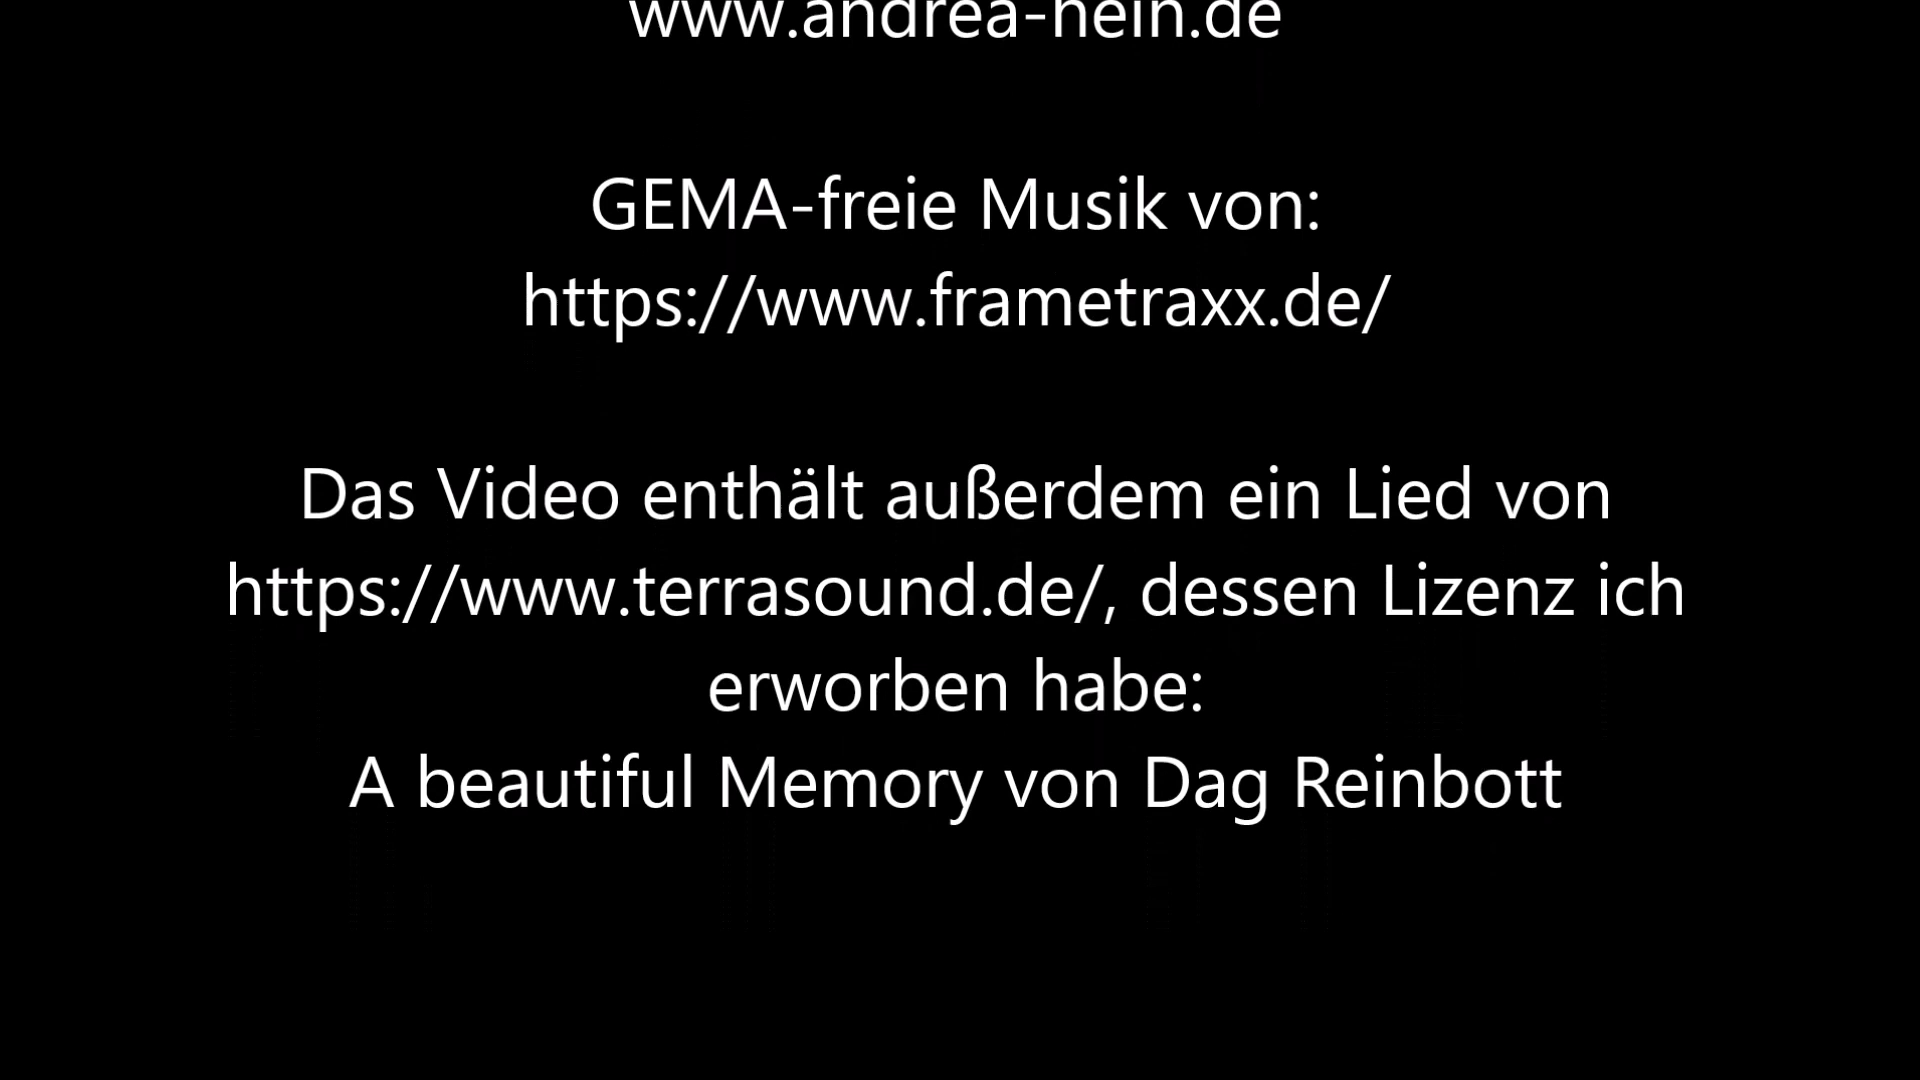 www.andrea-hein.de
GEMA-freie Musik von:
https://www.frametraxx.de/
Das Video enthält außerdem ein Lied von
https://www.terrasound.de/, dessen Lizenz ich
erworben habe:
A beautiful Memory von Dag Reinbott